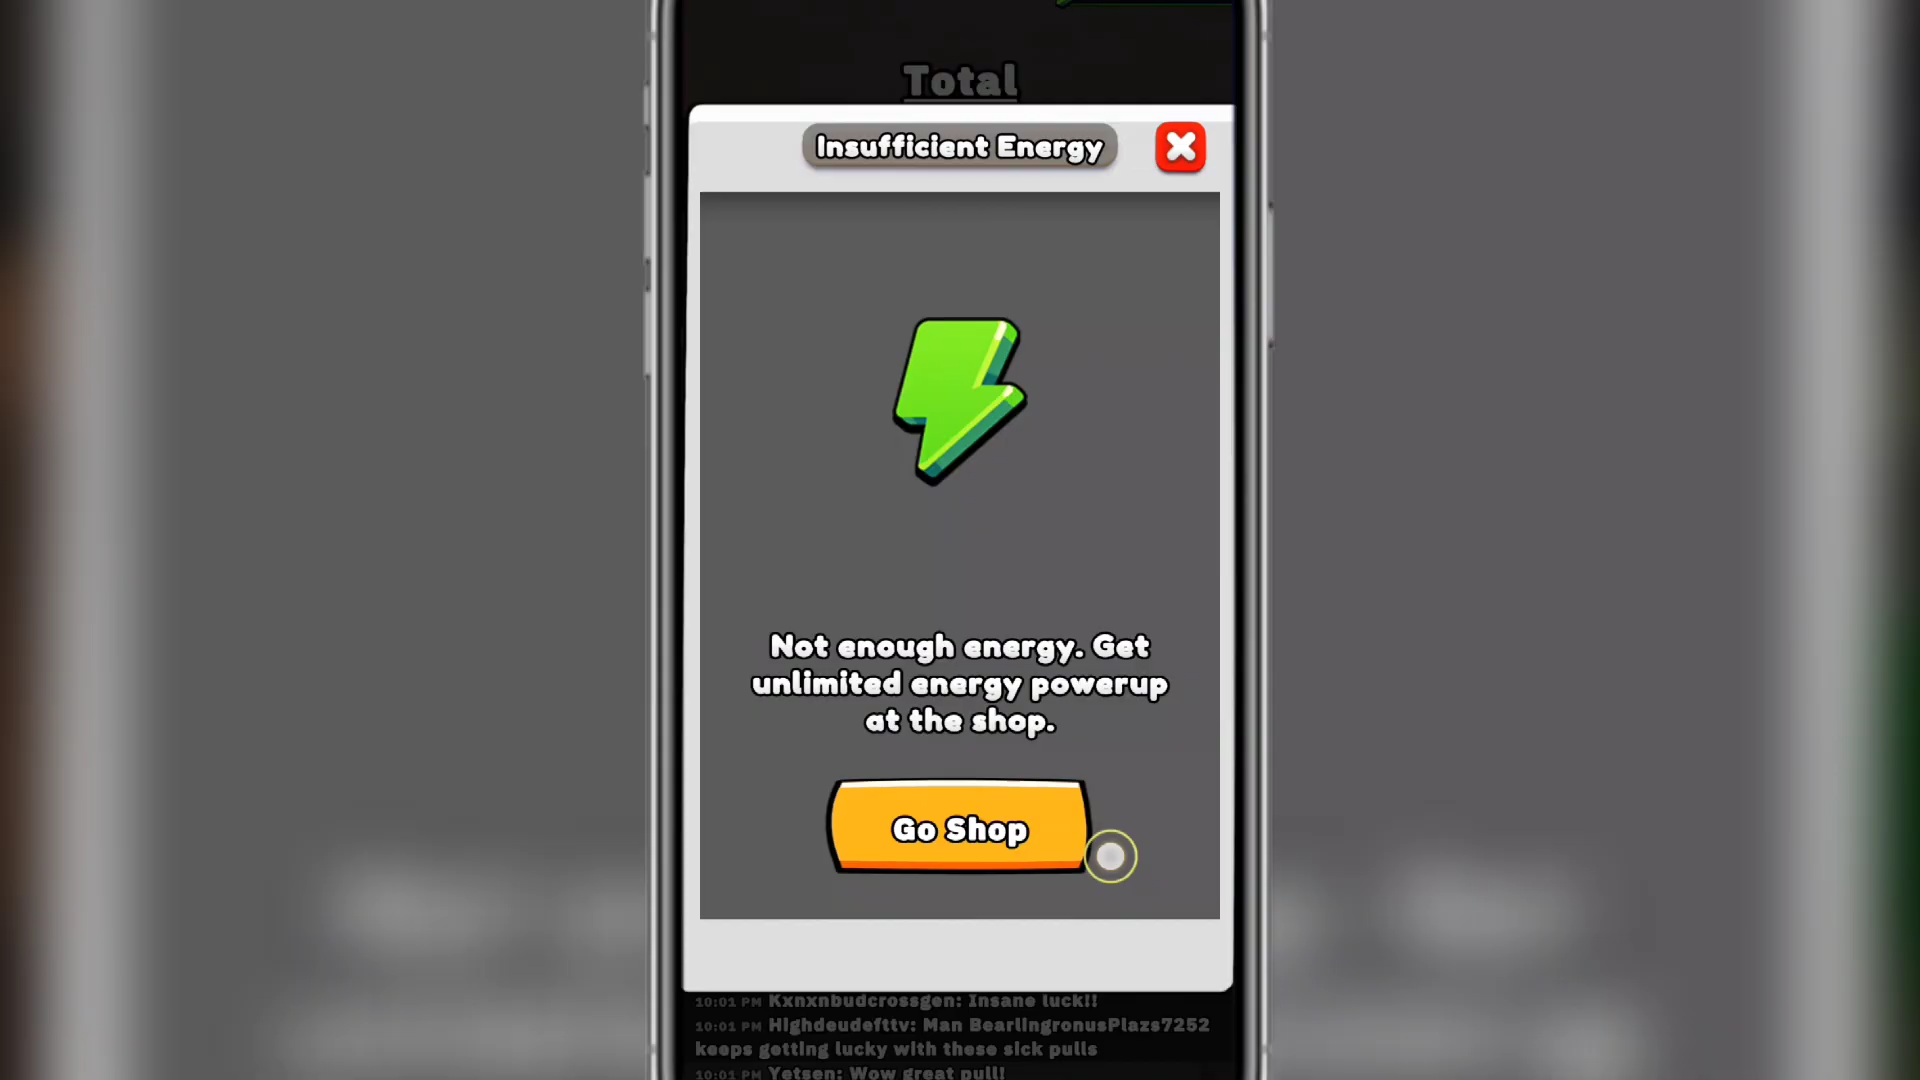 Total
Insufficient Energy
Not enough energy. Get
unlimited energy powerup
at the shop.
Go Shop
10:01 PM Kxnxnbudcrossgen: Insane luck!!
10:01 PM Highdeudefttv: Man BearlingronusPlazs7252
keeps getting lucky with these sick pulls
10:01 PM Yetsen: Wow great pull!